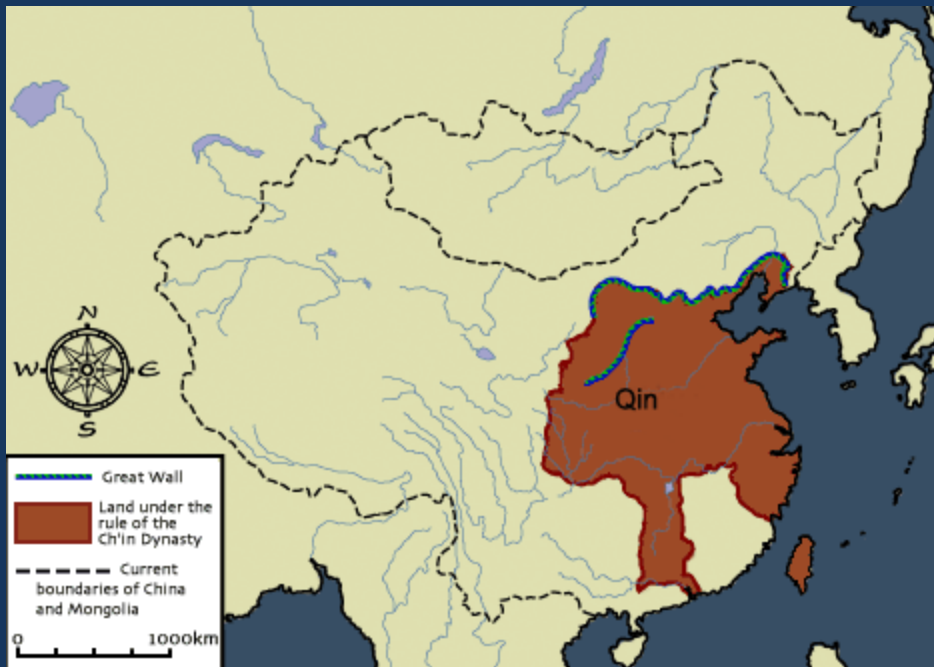 N
W
E
S
Qin
Great Wall
Land under the
rule of the
Ch'in Dynasty
Current
boundaries of China
and Mongolia
0 1000km